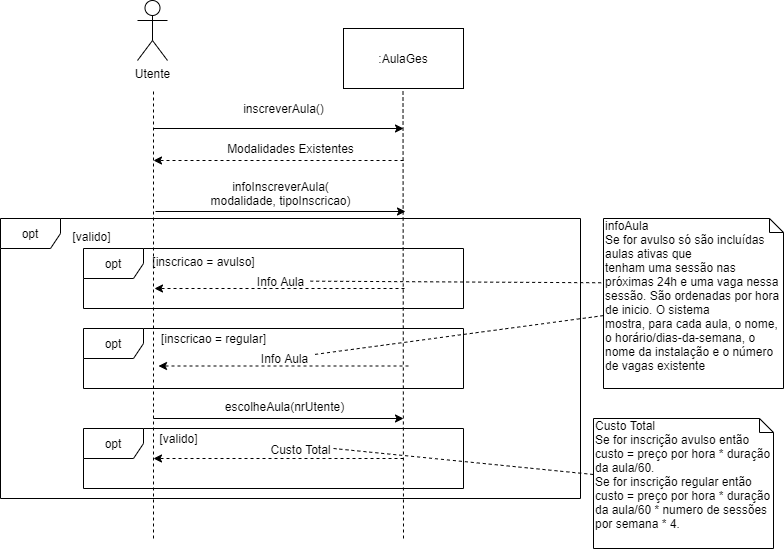 Utente
:AulaGes
inscreverAula()
Modalidades Existentes
infoInscreverAula(
modalidade, tipoInscricao)
opt
[valido]
opt
[inscricao = avulso]
Info Aula
opt
[inscricao = regular]
Info Aula
escolheAula(nrUtente)
opt
[valido]
Custo Total
infoAula
Se for avulso só são incluídas
aulas ativas que
tenham uma sessão nas
próximas 24h e uma vaga nessa
sessão. São ordenadas por hora
de inicio. O sistema
mostra, para cada aula, o nome,
o horário/dias-da-semana, o
nome da instalação e o número
de vagas existente
Custo Total
Se for inscrição avulso então
custo = preço por hora * duração
da aula/60.
Se for inscrição regular então
custo = preço por hora * duração
da aula/60 * numero de sessões
por semana * 4.